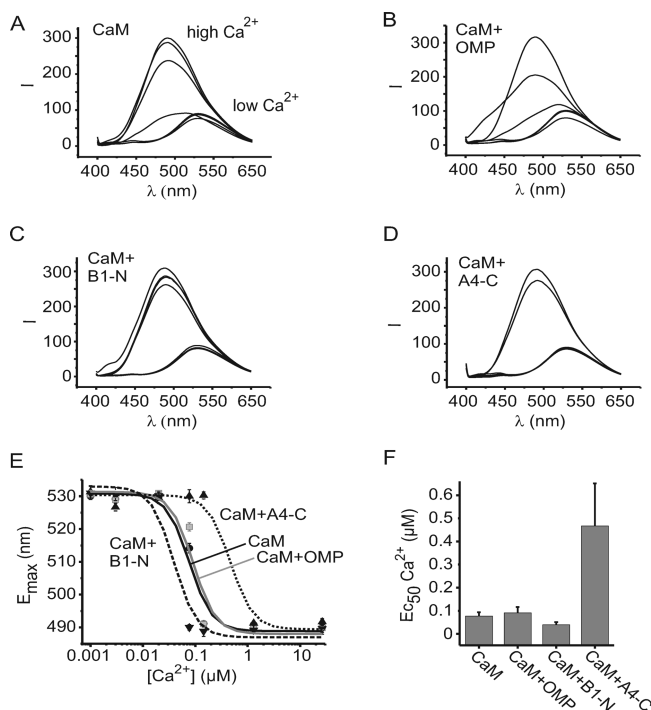 A
CaM
high Ca²⁺
low Ca²⁺
I
300
200
100
0
400 450 500 550 650
λ (nm)
B
CaM+
OMP
I
300
200
100
0
400 450 500 550 650
λ (nm)
C
CaM+
B1-N
I
300
200
100
0
400 450 500 550 650
λ (nm)
D
CaM+
A4-C
I
300
200
100
0
400 450 500 550 650
λ (nm)
E
Emax (nm)
530
520
510
500
490
CaM+A4-C
CaM
CaM+OMP
CaM+
B1-N
0.001 0.01 0.1 1 10
[Ca²⁺] (µM)
F
Ec₅₀ Ca²⁺ (µM)
0.6
0.5
0.4
0.3
0.2
0.1
0
CaM
CaM+OMP
CaM+B1-N
CaM+A4-C